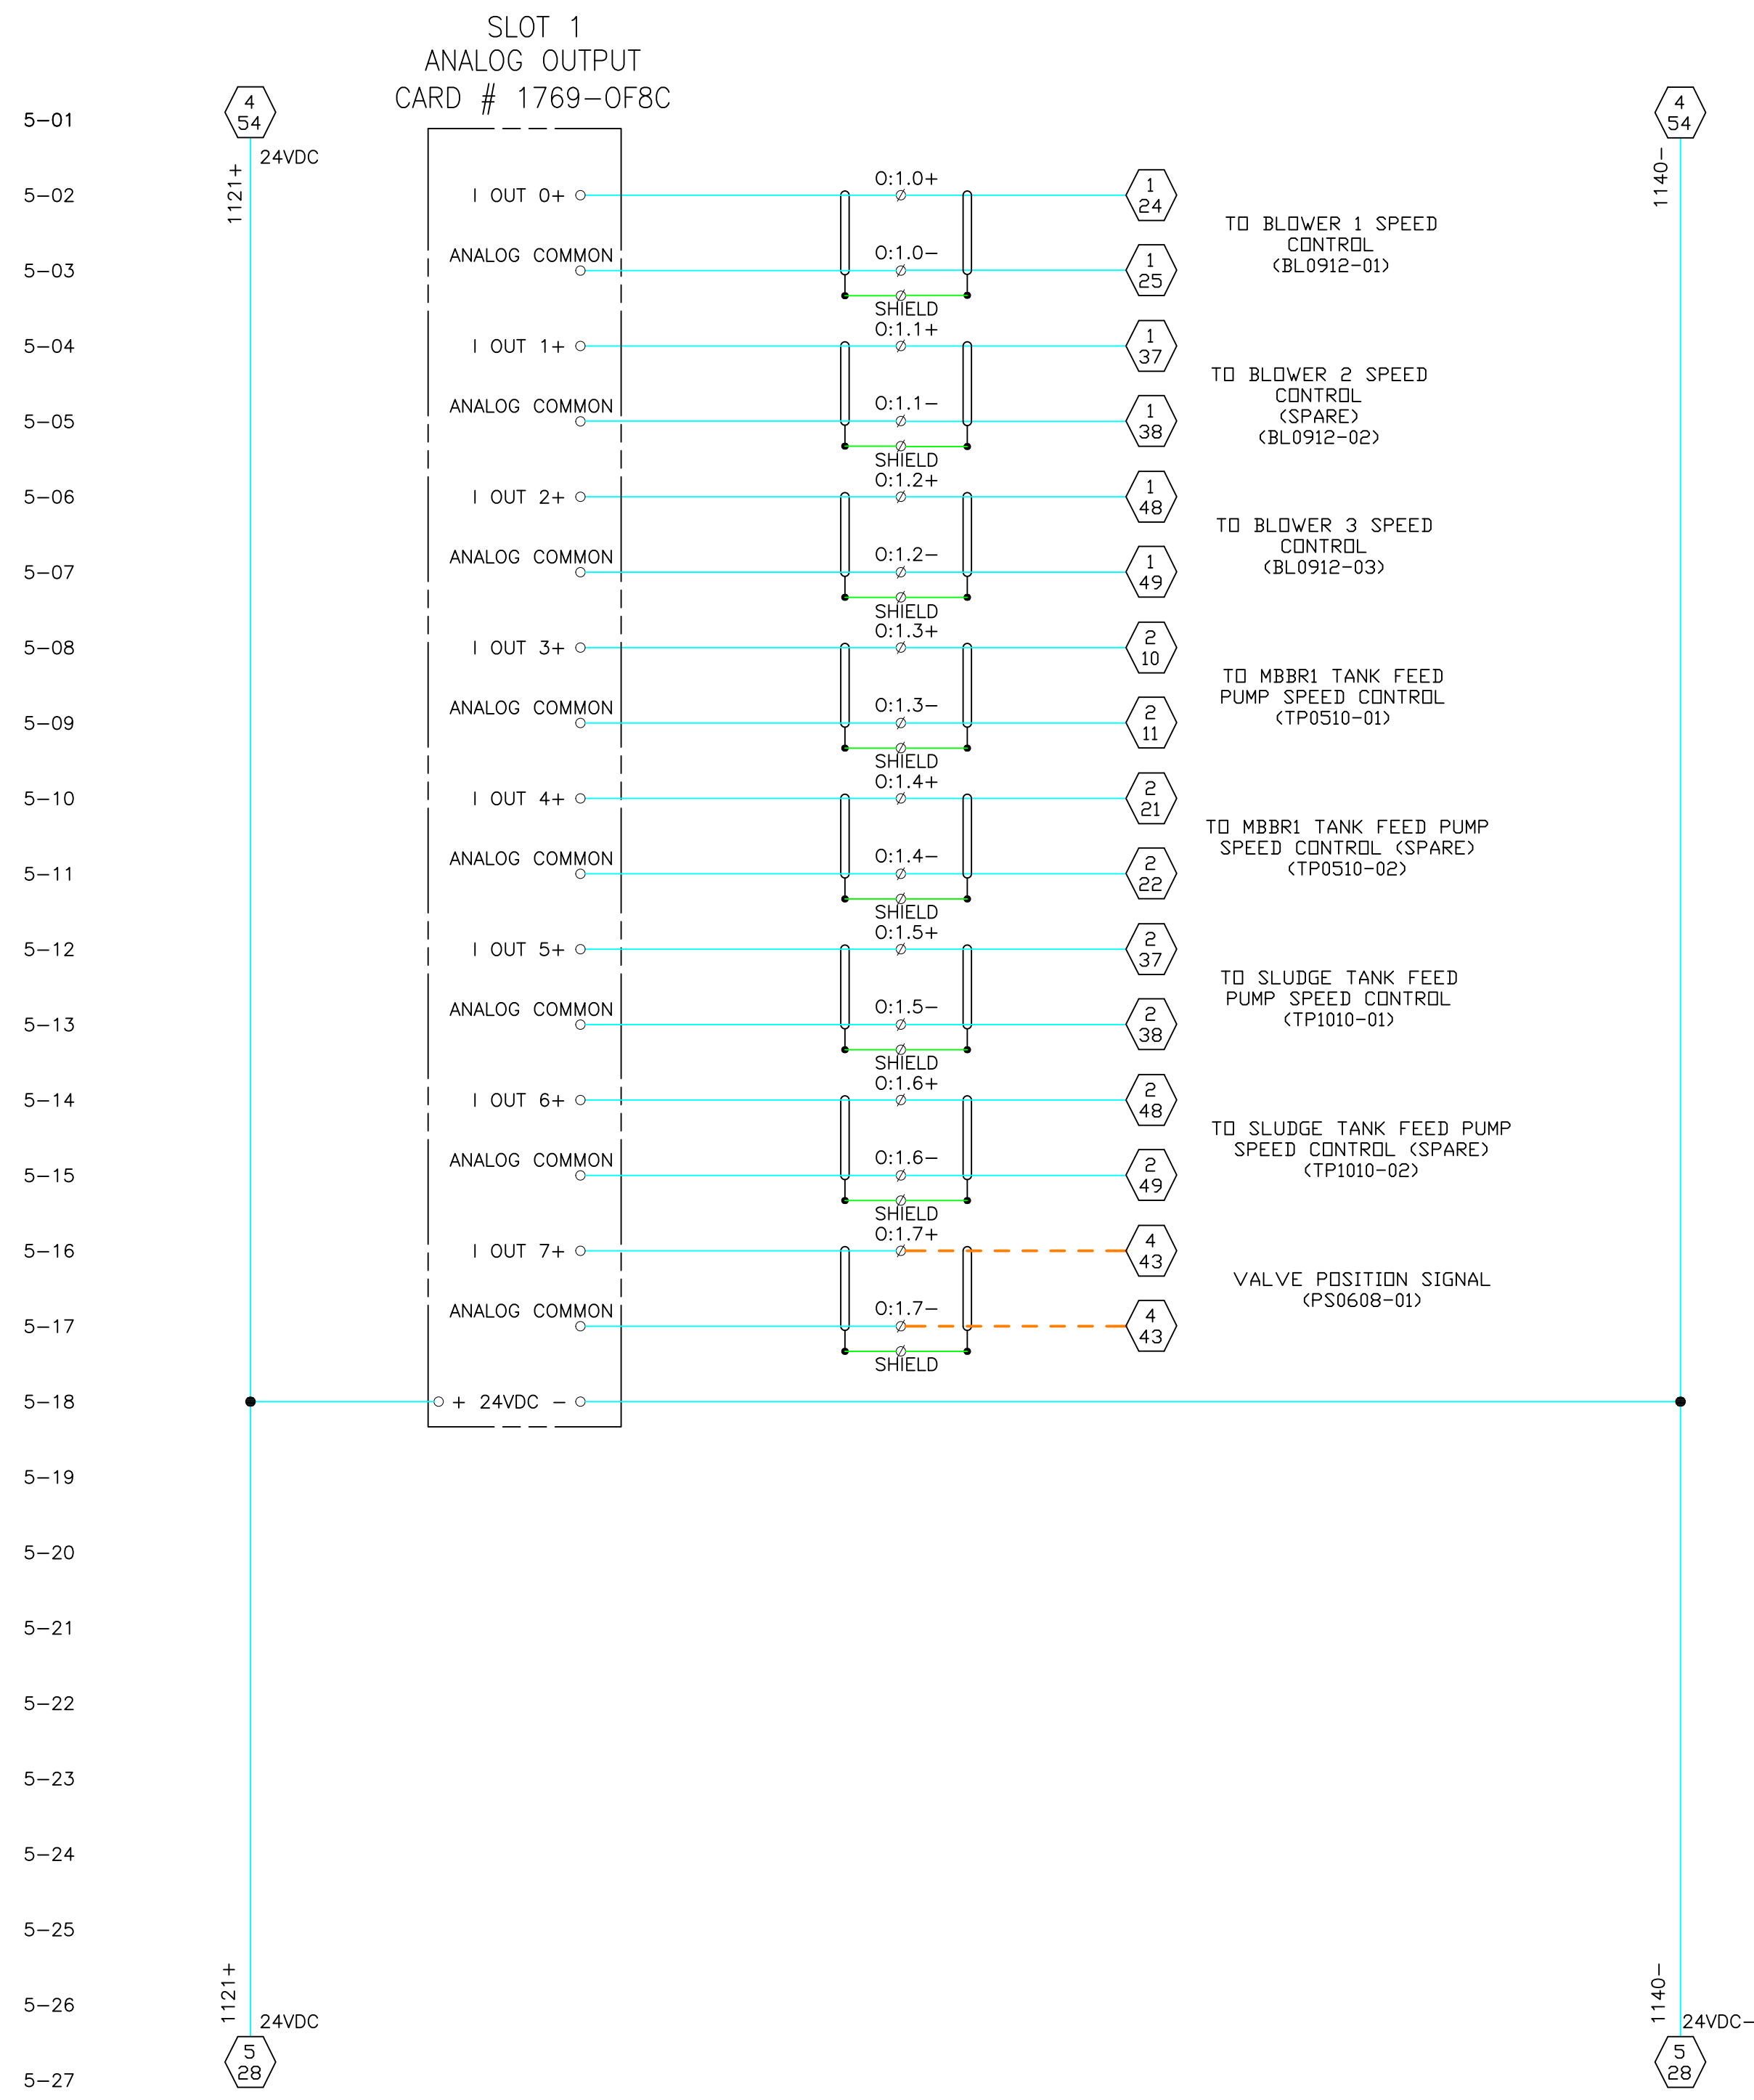 SLOT 1
ANALOG OUTPUT
CARD # 1769-OF8C
5-01
4
54
4
54
24VDC
1121+
1140-
5-02
I OUT 0+
O:1.0+
1
24
TO BLOWER 1 SPEED
CONTROL
(BL0912-01)
5-03
ANALOG COMMON
O:1.0-
1
25
SHIELD
5-04
I OUT 1+
O:1.1+
1
37
TO BLOWER 2 SPEED
CONTROL
(SPARE)
(BL0912-02)
5-05
ANALOG COMMON
O:1.1-
1
38
SHIELD
5-06
I OUT 2+
O:1.2+
1
48
TO BLOWER 3 SPEED
CONTROL
(BL0912-03)
5-07
ANALOG COMMON
O:1.2-
1
49
SHIELD
5-08
I OUT 3+
O:1.3+
2
10
TO MBBR1 TANK FEED
PUMP SPEED CONTROL
(TP0510-01)
5-09
ANALOG COMMON
O:1.3-
2
11
SHIELD
5-10
I OUT 4+
O:1.4+
2
21
TO MBBR1 TANK FEED PUMP
SPEED CONTROL (SPARE)
(TP0510-02)
5-11
ANALOG COMMON
O:1.4-
2
22
SHIELD
5-12
I OUT 5+
O:1.5+
2
37
TO SLUDGE TANK FEED
PUMP SPEED CONTROL
(TP1010-01)
5-13
ANALOG COMMON
O:1.5-
2
38
SHIELD
5-14
I OUT 6+
O:1.6+
2
48
TO SLUDGE TANK FEED PUMP
SPEED CONTROL (SPARE)
(TP1010-02)
5-15
ANALOG COMMON
O:1.6-
2
49
SHIELD
5-16
I OUT 7+
O:1.7+
4
43
VALVE POSITION SIGNAL
(PS0608-01)
5-17
ANALOG COMMON
O:1.7-
4
43
SHIELD
5-18
+ 24VDC -
5-19
5-20
5-21
5-22
5-23
5-24
5-25
5-26
1121+
24VDC
1140-
24VDC-
5-27
5
28
5
28